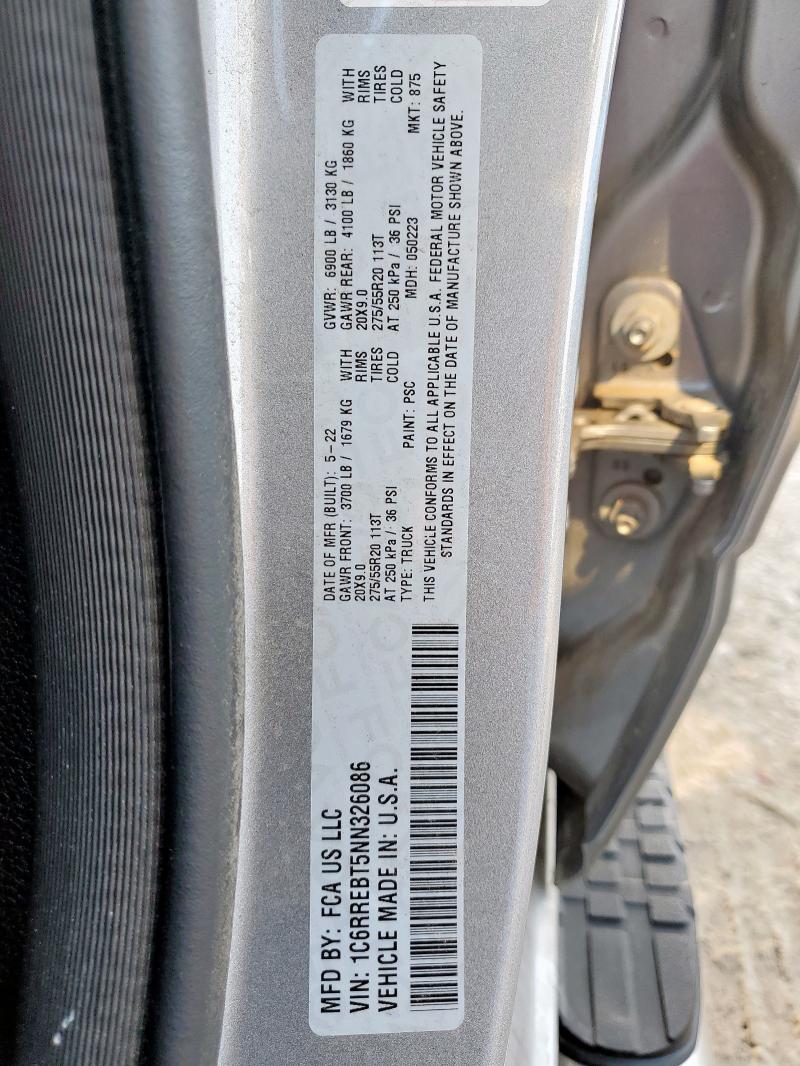 MFD BY: FCA US LLC
VIN: 1C6RREBT5NN326086
VEHICLE MADE IN: U.S.A.
DATE OF MFR (BUILT): 5-22 GVWR: 6900 LB / 3130 KG
GAWR FRONT: 3700 LB / 1679 KG WITH GAWR REAR: 4100 LB / 1860 KG WITH
20X9.0 RIMS 20X9.0 RIMS
275/55R20 113T TIRES 275/55R20 113T TIRES
AT 250 kPa / 36 PSI COLD AT 250 kPa / 36 PSI COLD
TYPE: TRUCK PAINT: PSC MDH: 050223 MKT: 875
THIS VEHICLE CONFORMS TO ALL APPLICABLE U.S.A. FEDERAL MOTOR VEHICLE SAFETY
STANDARDS IN EFFECT ON THE DATE OF MANUFACTURE SHOWN ABOVE.